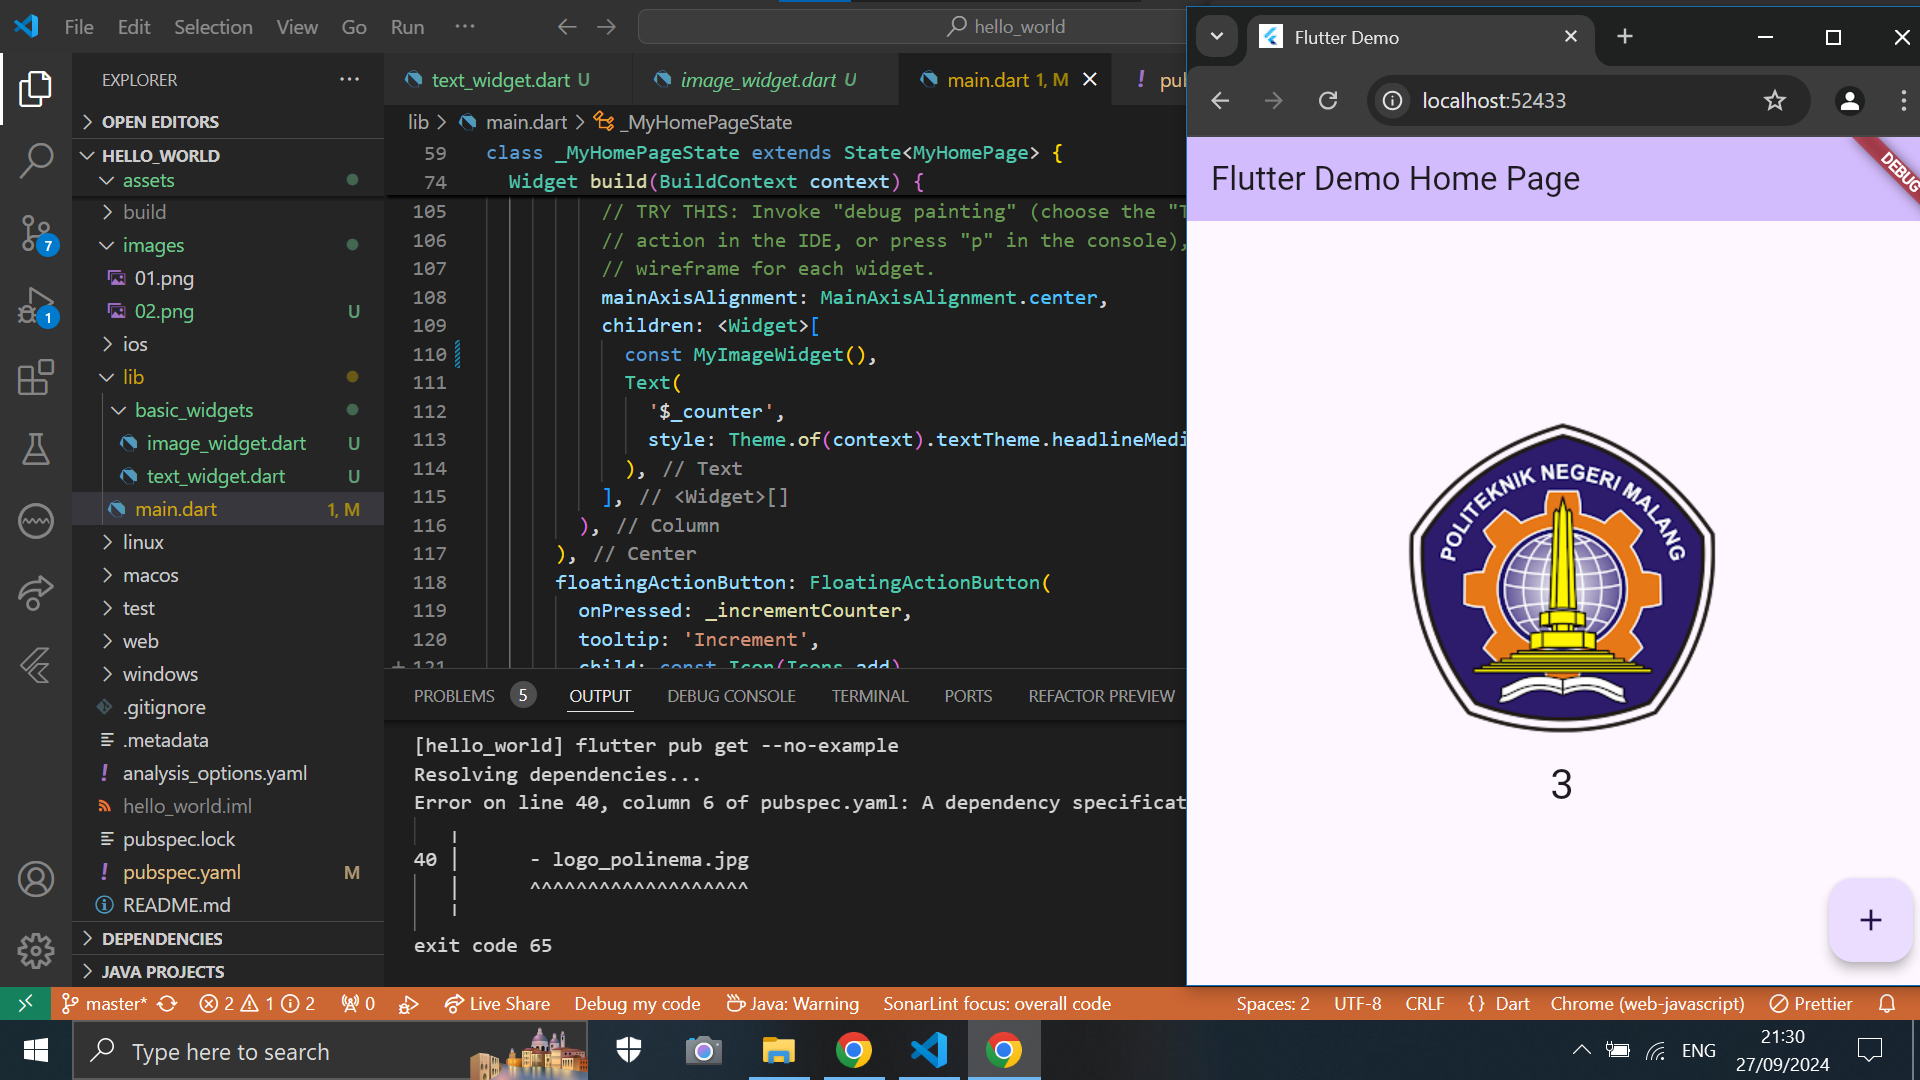 File Edit Selection View Go Run ··· hello_world
EXPLORER ···
OPEN EDITORS
HELLO_WORLD
assets
build
images
01.png
02.png U
ios
lib
basic_widgets
image_widget.dart U
text_widget.dart U
main.dart 1, M
linux
macos
test
web
windows
.gitignore
.metadata
analysis_options.yaml
hello_world.iml
pubspec.lock
pubspec.yaml M
README.md
DEPENDENCIES
JAVA PROJECTS
7
1
text_widget.dart U image_widget.dart U main.dart 1, M ! pu
lib > main.dart > _MyHomePageState
59 class _MyHomePageState extends State<MyHomePage> {
74 Widget build(BuildContext context) {
105 // TRY THIS: Invoke "debug painting" (choose the "T
106 // action in the IDE, or press "p" in the console),
107 // wireframe for each widget.
108 mainAxisAlignment: MainAxisAlignment.center,
109 children: <Widget>[
110 const MyImageWidget(),
111 Text(
112 '$_counter',
113 style: Theme.of(context).textTheme.headlineMedi
114 ), // Text
115 ], // <Widget>[]
116 ), // Column
117 ), // Center
118 floatingActionButton: FloatingActionButton(
119 onPressed: _incrementCounter,
120 tooltip: 'Increment',
121 child: const Icon(Icons.add)
PROBLEMS 5 OUTPUT DEBUG CONSOLE TERMINAL PORTS REFACTOR PREVIEW
[hello_world] flutter pub get --no-example
Resolving dependencies...
Error on line 40, column 6 of pubspec.yaml: A dependency specificat
40 │ - logo_polinema.jpg
│ ^^^^^^^^^^^^^^^^^^^
exit code 65
Flutter Demo
localhost:52433
Flutter Demo Home Page
DEBUG
POLITEKNIK NEGERI MALANG
3
+
master* 2 1 2 0 Live Share Debug my code Java: Warning SonarLint focus: overall code Spaces: 2 UTF-8 CRLF {} Dart Chrome (web-javascript) Prettier
Type here to search
ENG
21:30
27/09/2024